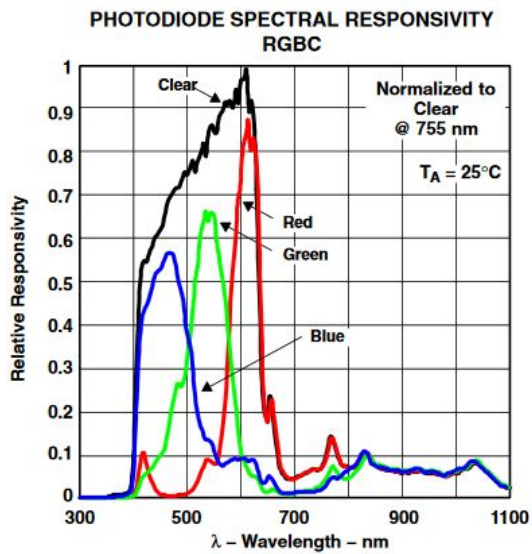 PHOTODIODE SPECTRAL RESPONSIVITY
RGBC
1
0.9
0.8
0.7
0.6
0.5
0.4
0.3
0.2
0.1
0
Relative Responsivity
Clear
Normalized to
Clear
@ 755 nm
TA = 25°C
Red
Green
Blue
300 500 700 900 1100
λ – Wavelength – nm